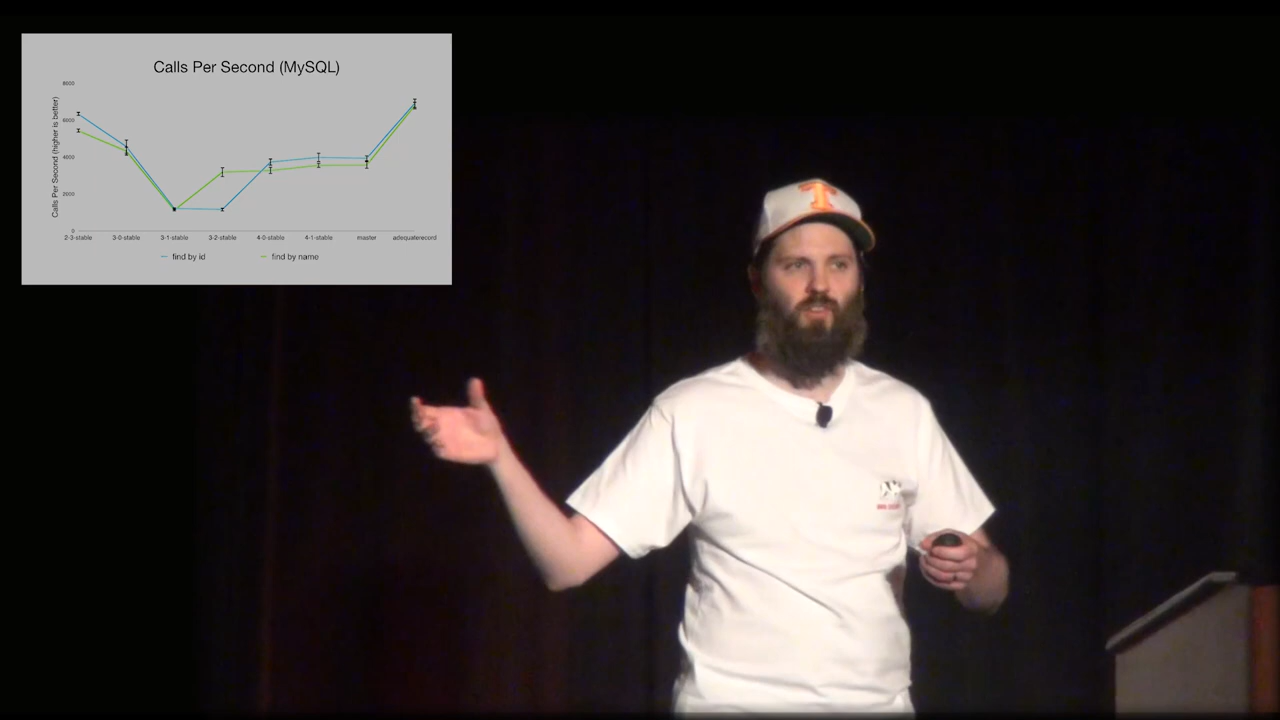 Calls Per Second (MySQL)
Calls Per Second (higher is better)
8000
6000
4000
2000
0
2-3-stable 3-0-stable 3-1-stable 3-2-stable 4-0-stable 4-1-stable master adequaterecord
find by id find by name
T